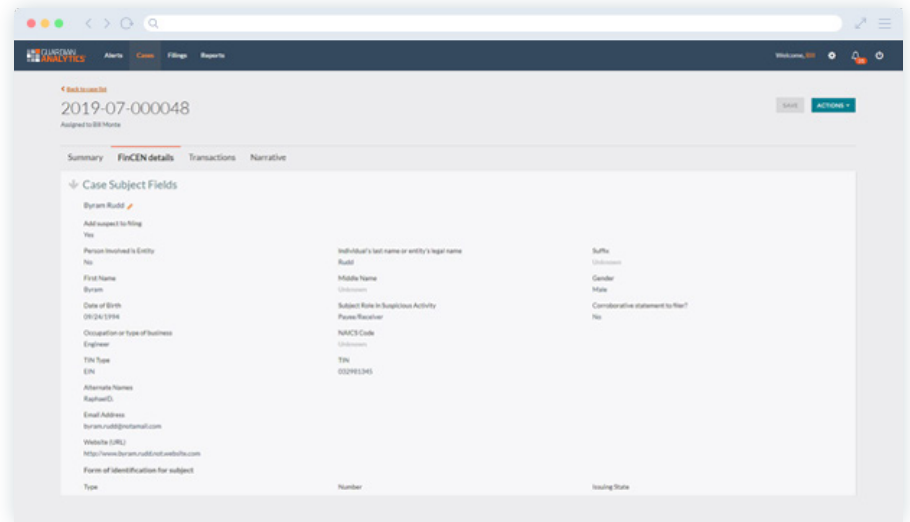 GUARDIAN
ANALYTICS
Alerts Cases Filings Reports
Welcome, Bill
Back to case list
2019-07-000048
Assigned to Bill Monte
SAVE ACTIONS
Summary FinCEN details Transactions Narrative
Case Subject Fields
Byram Rudd
Add suspect to filing
Yes
Person Involved is Entity Individual's last name or entity's legal name Suffix
No Rudd Unknown
First Name Middle Name Gender
Byram Unknown Male
Date of Birth Subject Role in Suspicious Activity Corroborative statement to filer?
09/24/1994 Payee/Receiver No
Occupation or type of business NAICS Code
Engineer Unknown
TIN Type TIN
EIN 032981345
Alternate Names
RaphaelD.
Email Address
byram.rudd@notamail.com
Website (URL)
http://www.byram.rudd.not.website.com
Form of identification for subject
Type Number Issuing State